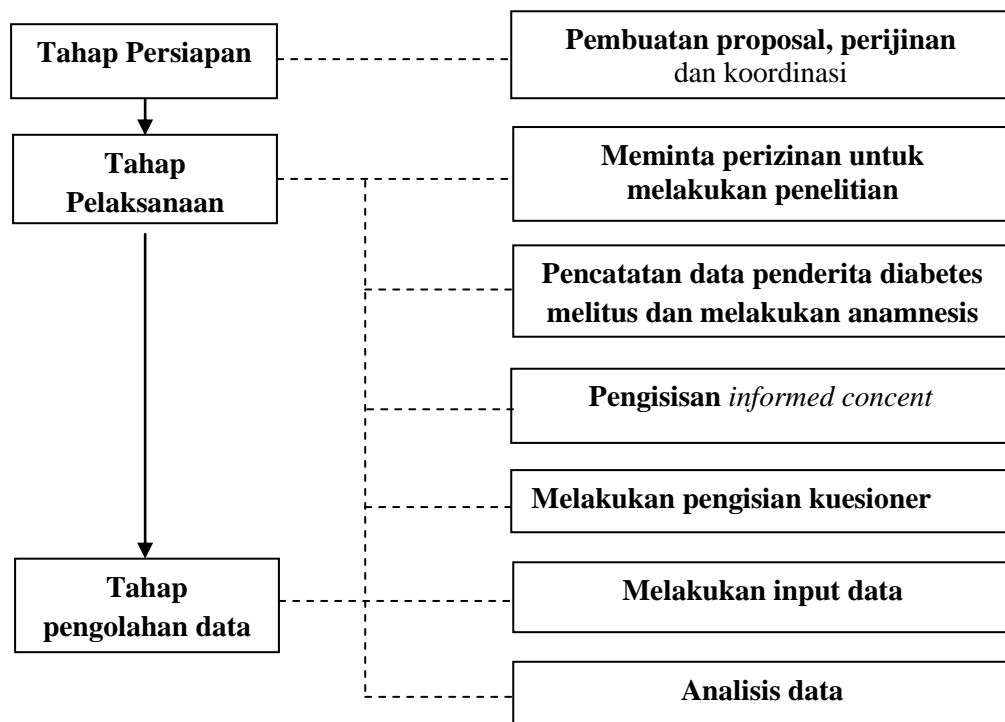 Tahap Persiapan
Pembuatan proposal, perijinan
dan koordinasi
Tahap
Pelaksanaan
Meminta perizinan untuk
melakukan penelitian
Pencatatan data penderita diabetes
melitus dan melakukan anamnesis
Pengisisan informed concent
Melakukan pengisian kuesioner
Tahap
pengolahan data
Melakukan input data
Analisis data